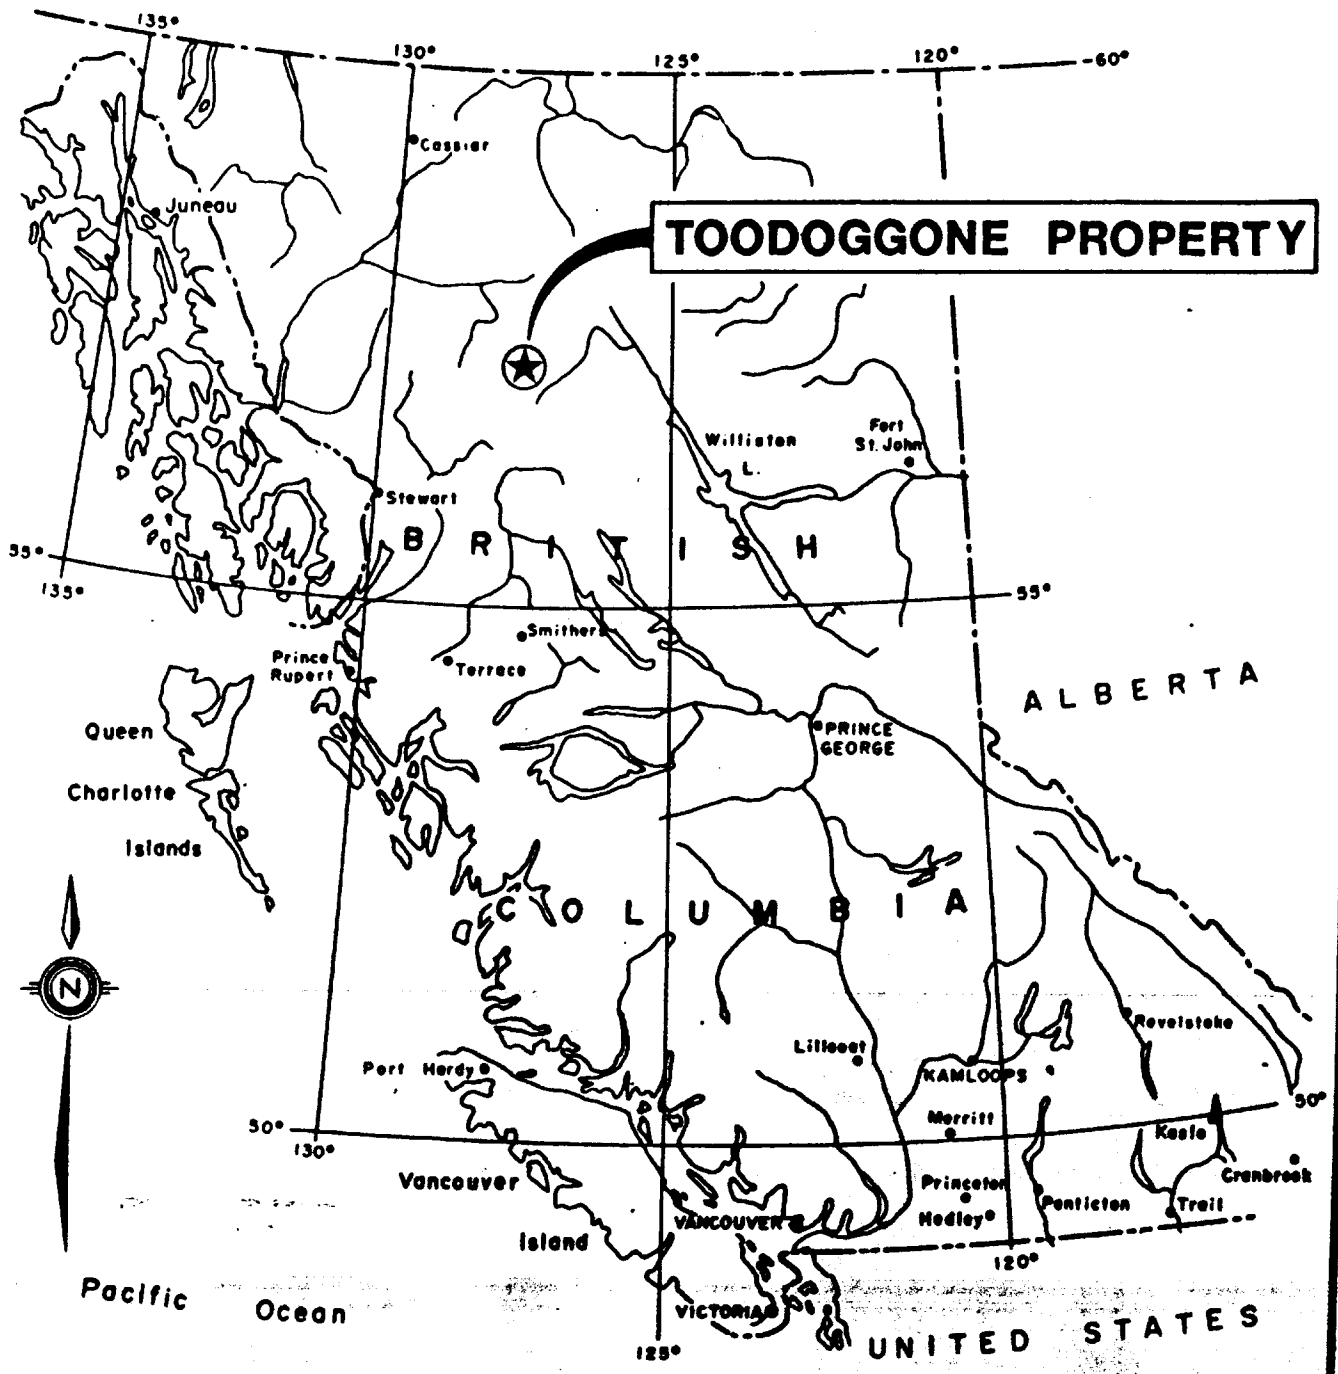 135°
130°
125°
120°
60°
Cassiar
Juneau
TOODOGGONE PROPERTY
Williston
L.
Fort
St. John
Stewart
BRITISH
55°
135°
55°
Smithers
Prince
Rupert
Terrace
ALBERTA
Queen
Charlotte
Islands
PRINCE
GEORGE
COLUMBIA
N
Revelstoke
Lillooet
Port Hardy
KAMLOOPS
50°
Merritt
50°
130°
Kaslo
Vancouver
Island
Princeton
Cranbrook
Penticton
Trail
Hedley
VANCOUVER
120°
Pacific Ocean
VICTORIA
UNITED STATES
125°